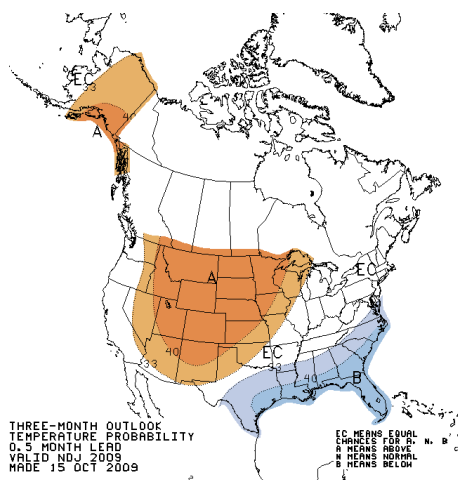 EC
33
40
A
A
EC
EC
33
40
33
40
B
THREE-MONTH OUTLOOK
TEMPERATURE PROBABILITY
0.5 MONTH LEAD
VALID NDJ 2009
MADE 15 OCT 2009
EC MEANS EQUAL
CHANCES FOR A, N, B
A MEANS ABOVE
N MEANS NORMAL
B MEANS BELOW